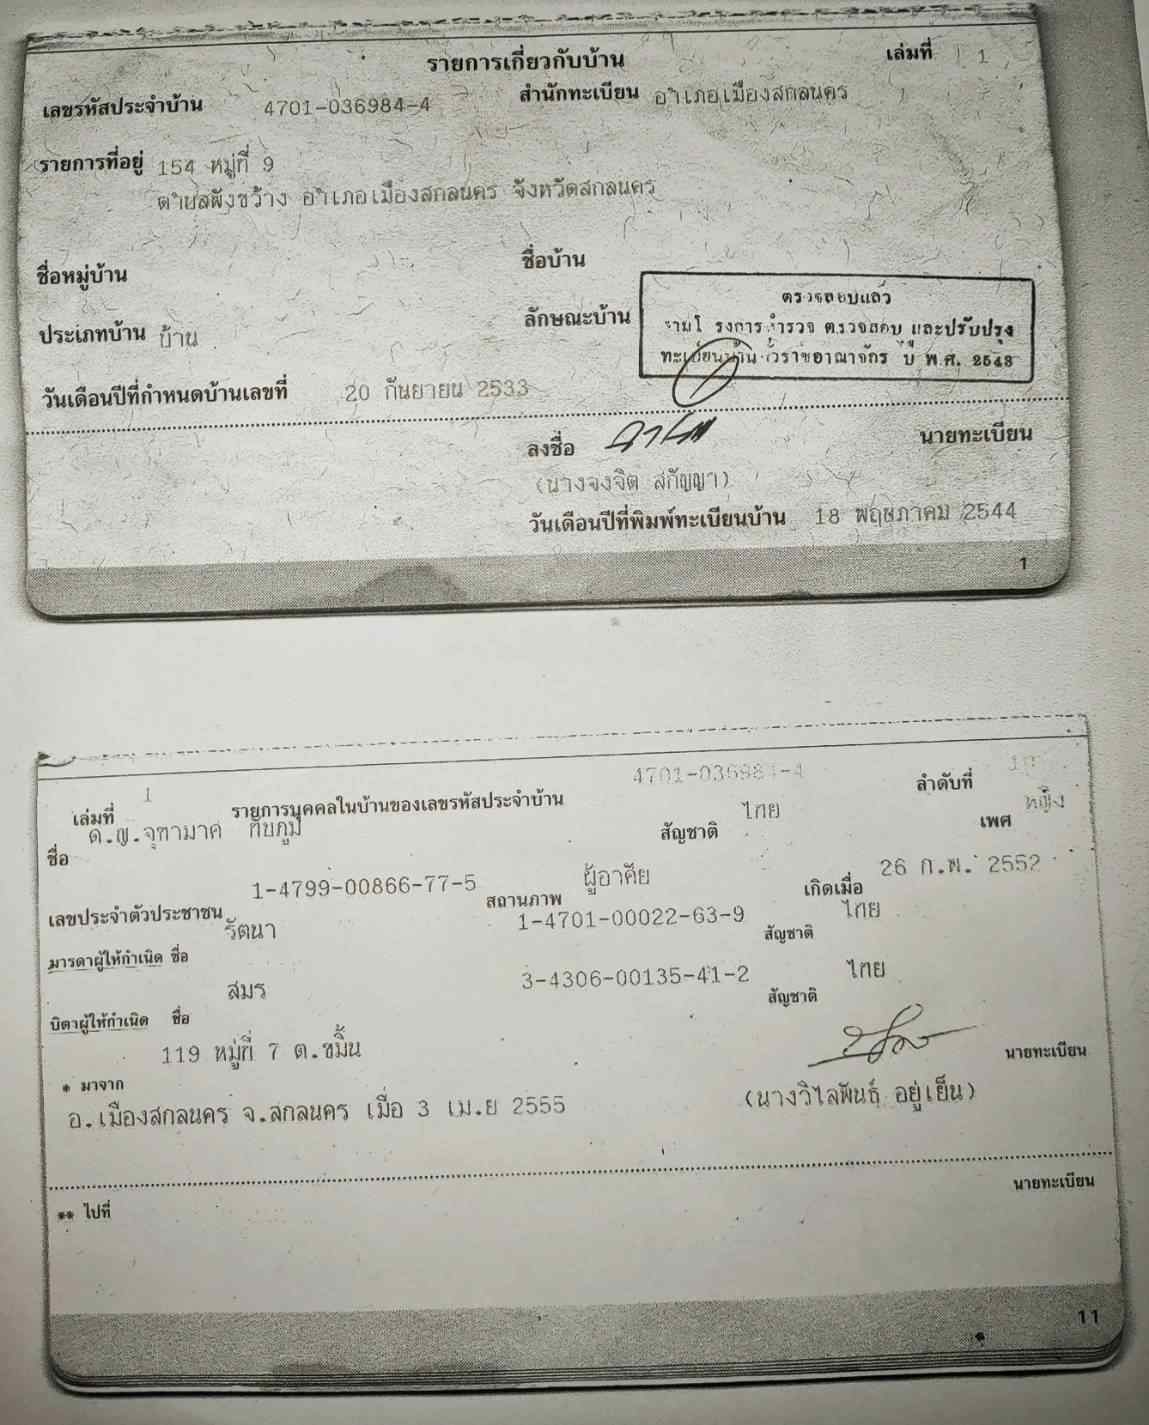 รายการเกี่ยวกับบ้าน เล่มที่ 1
เลขรหัสประจำบ้าน 4701-036984-4 สำนักทะเบียน อำเภอเมืองสกลนคร
รายการที่อยู่ 154 หมู่ที่ 9
ตำบลพังขว้าง อำเภอเมืองสกลนคร จังหวัดสกลนคร
ชื่อหมู่บ้าน ชื่อบ้าน
ประเภทบ้าน บ้าน ลักษณะบ้าน
ตรวจสอบแล้ว
ตรวจสอบ และปรับปรุง
ทะเบียนบ้าน ทั่วราชอาณาจักร ปี พ.ศ. 2543
วันเดือนปีที่กำหนดบ้านเลขที่ 20 กันยายน 2533
ลงชื่อ นายทะเบียน
(นางจงจิต สกัญญา)
วันเดือนปีที่พิมพ์ทะเบียนบ้าน 18 พฤษภาคม 2544
1
เล่มที่ 1 รายการบุคคลในบ้านของเลขรหัสประจำบ้าน 4701-036984-4 ลำดับที่
ชื่อ ด.ญ.จุฑามาศ ทับภูมี สัญชาติ ไทย เพศ หญิง
เลขประจำตัวประชาชน 1-4799-00866-77-5 สถานภาพ ผู้อาศัย เกิดเมื่อ 26 ก.พ. 2552
มารดาผู้ให้กำเนิด ชื่อ รัตนา 1-4701-00022-63-9 สัญชาติ ไทย
บิดาผู้ให้กำเนิด ชื่อ สมร 3-4306-00135-41-2 สัญชาติ ไทย
* มาจาก 119 หมู่ที่ 7 ต.ขมิ้น นายทะเบียน
อ.เมืองสกลนคร จ.สกลนคร เมื่อ 3 เม.ย 2555 (นางวิไลพันธุ์ อยู่เย็น)
** ไปที่ นายทะเบียน
11